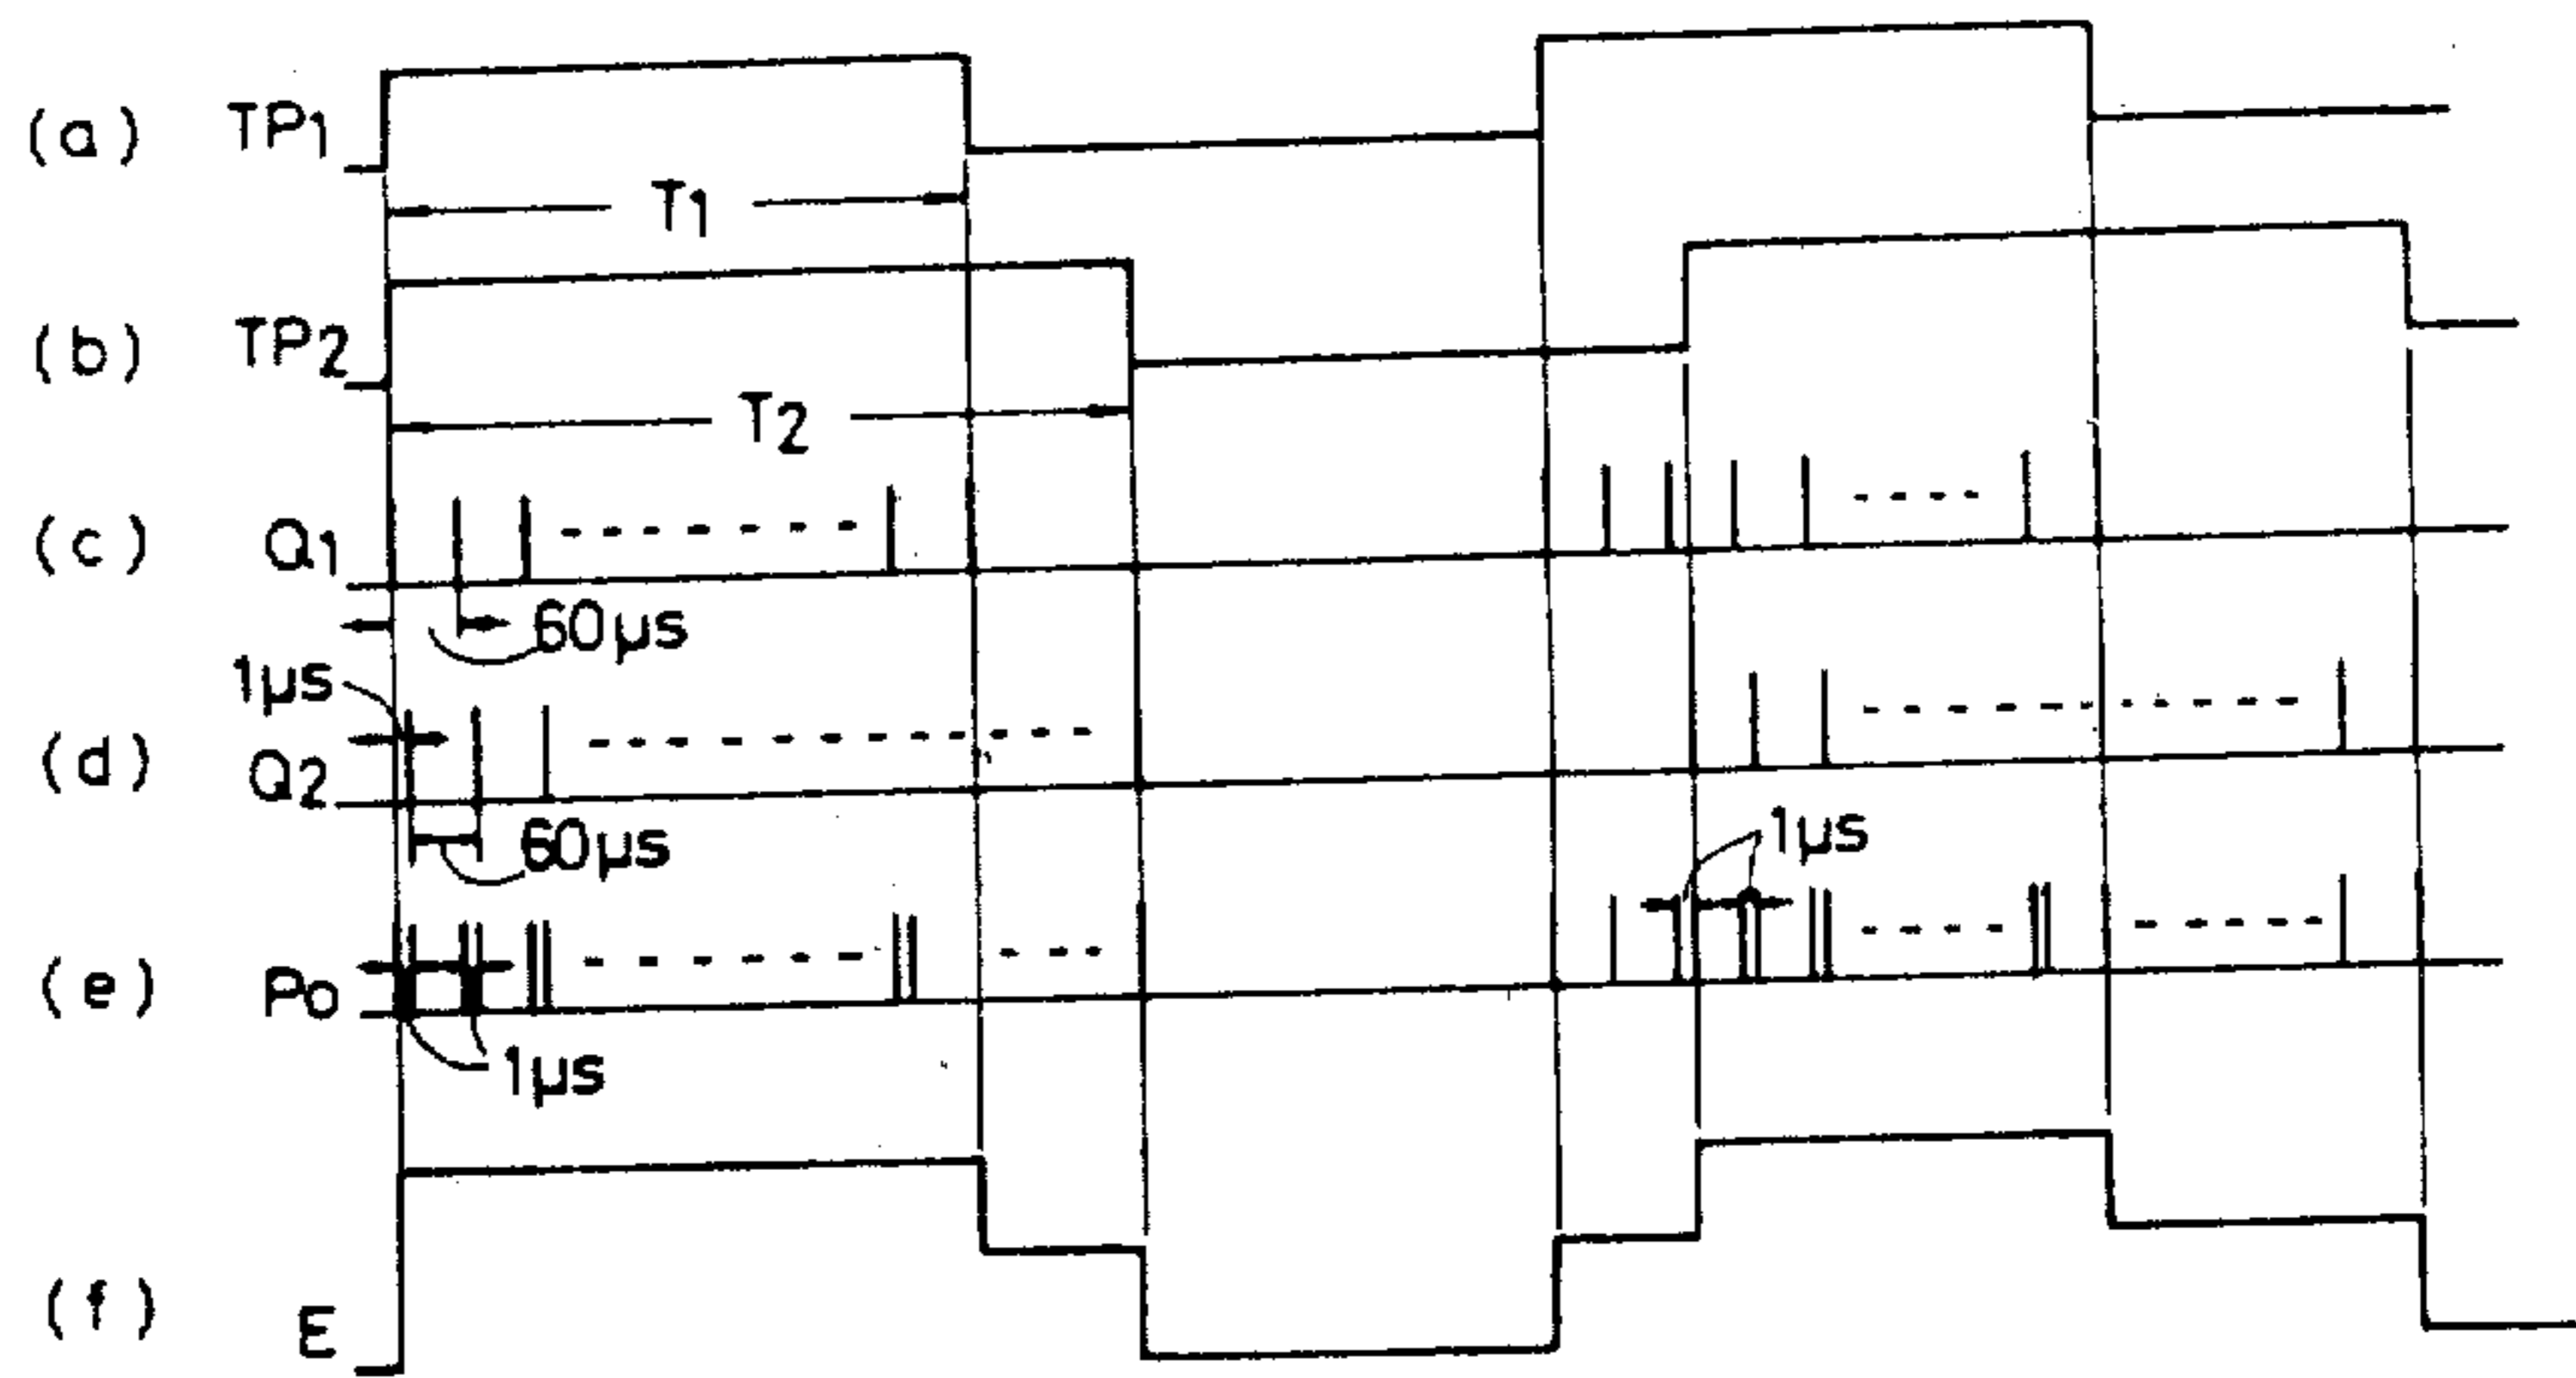 (a) TP1
T1
(b) TP2
T2
(c) Q1
60μs
1μs
(d) Q2
60μs
1μs
(e) Po
1μs
(f) E